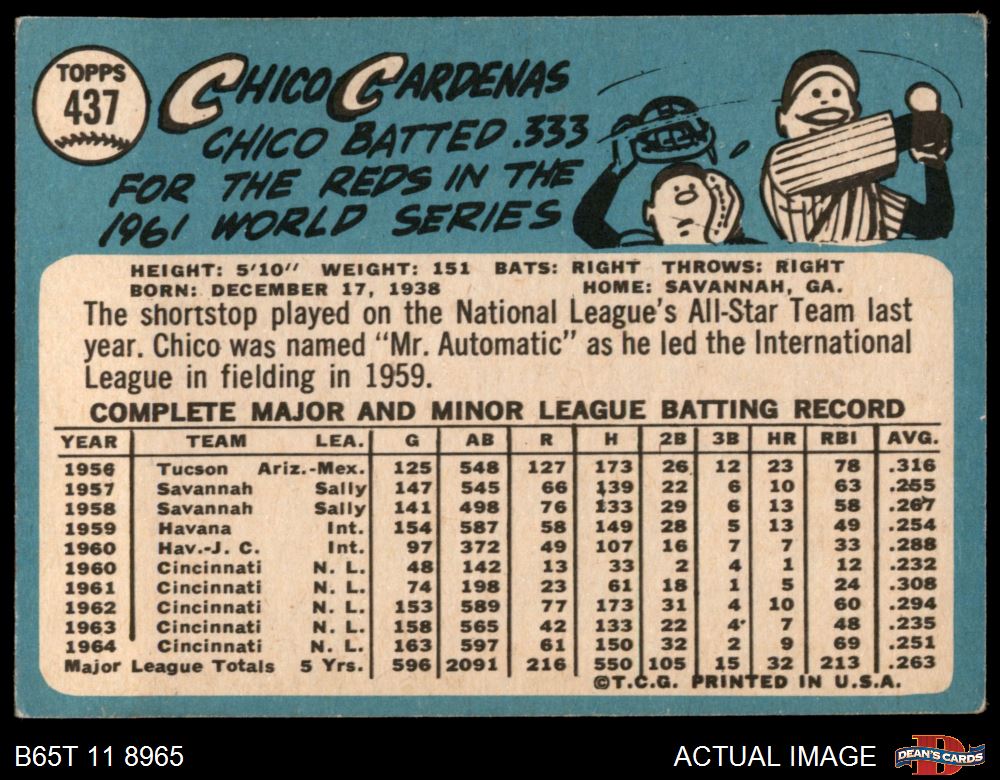 TOPPS
437
CHICO CARDENAS
CHICO BATTED .333
FOR THE REDS IN THE
1961 WORLD SERIES
HEIGHT: 5'10" WEIGHT: 151 BATS: RIGHT THROWS: RIGHT
BORN: DECEMBER 17, 1938 HOME: SAVANNAH, GA.
The shortstop played on the National League's All-Star Team last
year. Chico was named "Mr. Automatic" as he led the International
League in fielding in 1959.
COMPLETE MAJOR AND MINOR LEAGUE BATTING RECORD
YEAR TEAM LEA. G AB R H 2B 3B HR RBI AVG.
1956 Tucson Ariz.-Mex. 125 548 127 173 26 12 23 78 .316
1957 Savannah Sally 147 545 66 139 22 6 10 63 .255
1958 Savannah Sally 141 498 76 133 29 6 13 58 .267
1959 Havana Int. 154 587 58 149 28 5 13 49 .254
1960 Hav.-J. C. Int. 97 372 49 107 16 7 7 33 .288
1960 Cincinnati N. L. 48 142 13 33 2 4 1 12 .232
1961 Cincinnati N. L. 74 198 23 61 18 1 5 24 .308
1962 Cincinnati N. L. 153 589 77 173 31 4 10 60 .294
1963 Cincinnati N. L. 158 565 42 133 22 4 7 48 .235
1964 Cincinnati N. L. 163 597 61 150 32 2 9 69 .251
Major League Totals 5 Yrs. 596 2091 216 550 105 15 32 213 .263
©T.C.G. PRINTED IN U.S.A.
B65T 11 8965 ACTUAL IMAGE
D
DEAN'S CARDS